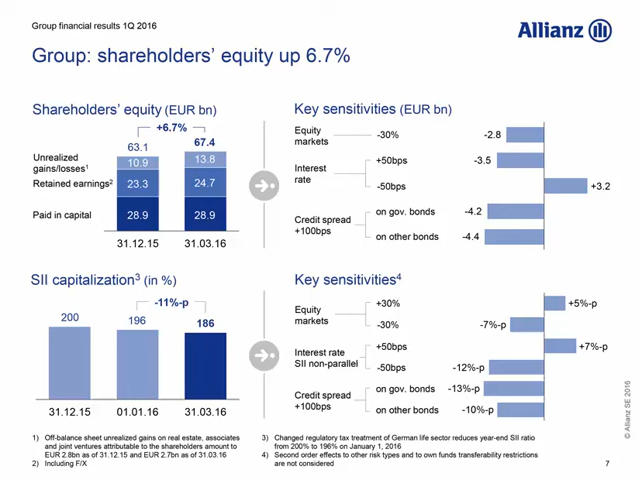 Group financial results 1Q 2016
Allianz
Group: shareholders' equity up 6.7%
Shareholders' equity (EUR bn)
+6.7%
63.1
67.4
Unrealized
gains/losses1
10.9
13.8
Retained earnings2
23.3
24.7
Paid in capital
28.9
28.9
31.12.15
31.03.16
Key sensitivities (EUR bn)
Equity
markets
-30%
-2.8
Interest
rate
+50bps
-3.5
-50bps
+3.2
Credit spread
+100bps
on gov. bonds
-4.2
on other bonds
-4.4
SII capitalization3 (in %)
-11%-p
200
196
186
31.12.15
01.01.16
31.03.16
Key sensitivities4
Equity
markets
+30%
+5%-p
-30%
-7%-p
Interest rate
SII non-parallel
+50bps
+7%-p
-50bps
-12%-p
Credit spread
+100bps
on gov. bonds
-13%-p
on other bonds
-10%-p
1) Off-balance sheet unrealized gains on real estate, associates
and joint ventures attributable to the shareholders amount to
EUR 2.8bn as of 31.12.15 and EUR 2.7bn as of 31.03.16
2) Including F/X
3) Changed regulatory tax treatment of German life sector reduces year-end SII ratio
from 200% to 196% on January 1, 2016
4) Second order effects to other risk types and to own funds transferability restrictions
are not considered
© Allianz SE 2016
7